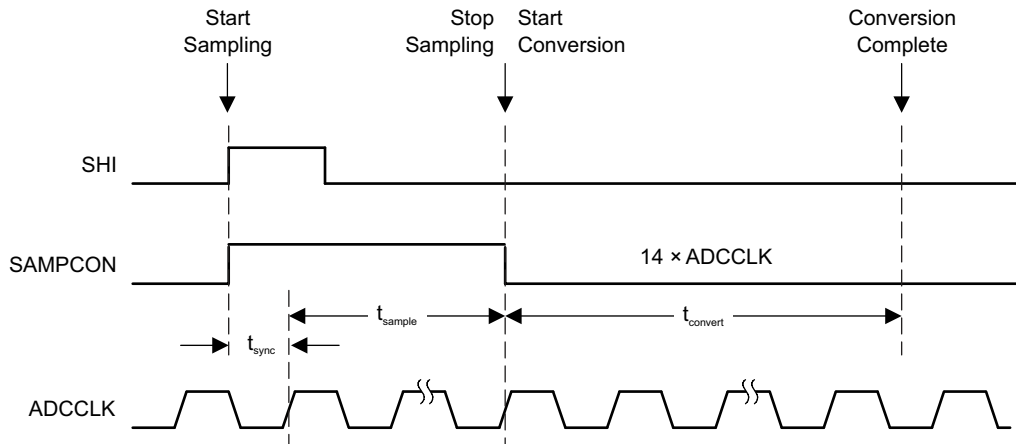 Start
Sampling
Stop
Sampling
Start
Conversion
Conversion
Complete
SHI
SAMPCON
14 × ADCCLK
tsample
tconvert
tsync
ADCCLK